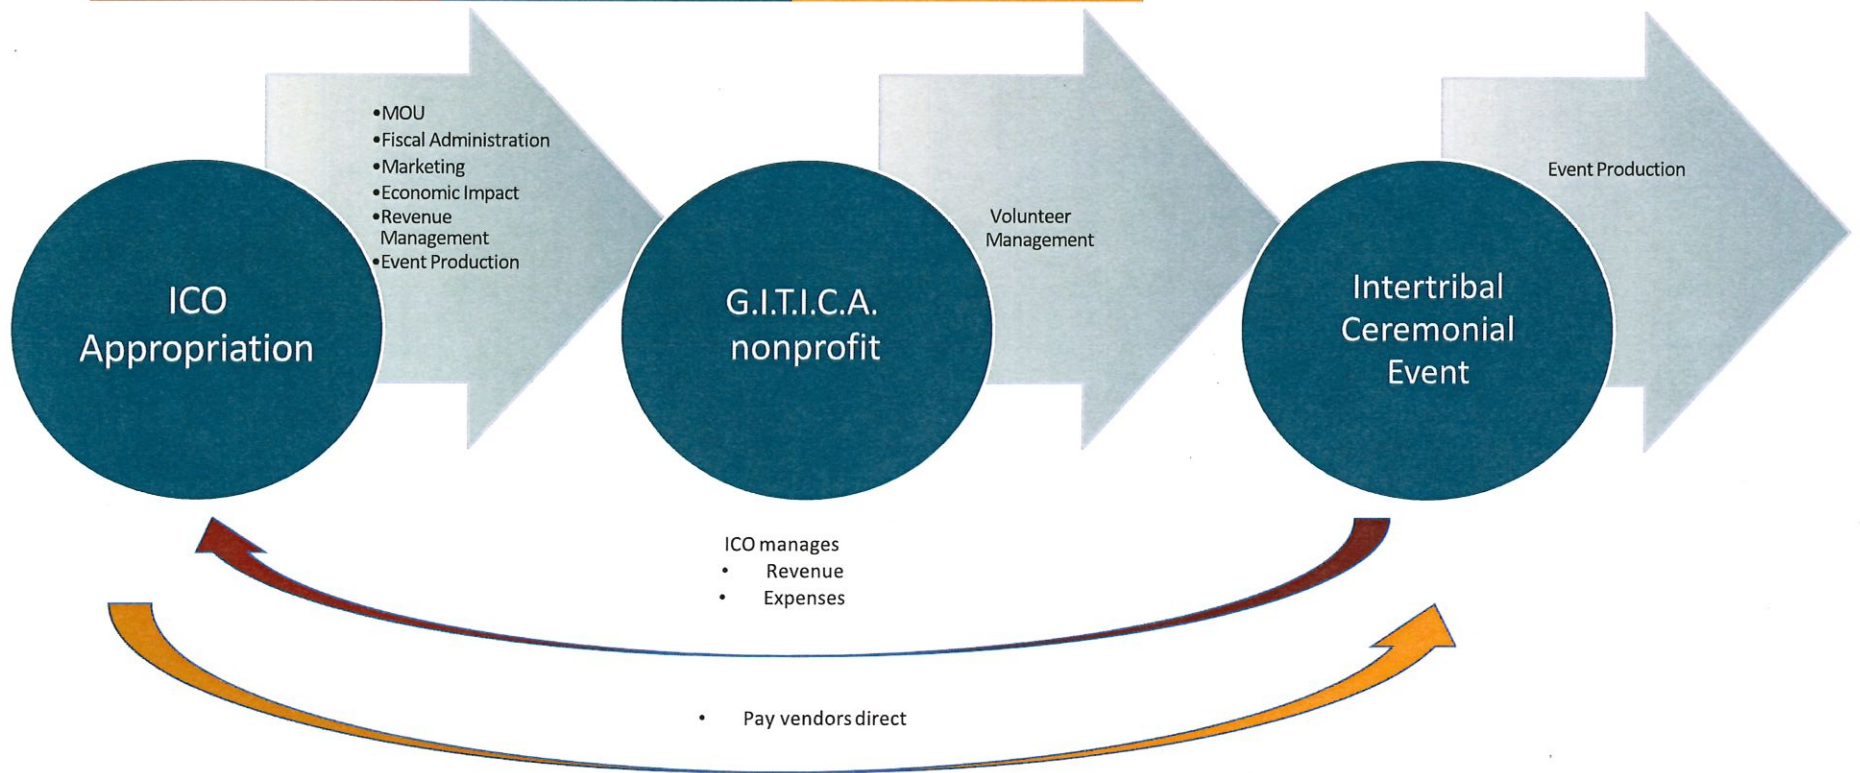 •MOU
•Fiscal Administration
•Marketing
•Economic Impact
•Revenue
Management
•Event Production
ICO
Appropriation
Volunteer
Management
G.I.T.I.C.A.
nonprofit
Event Production
Intertribal
Ceremonial
Event
ICO manages
• Revenue
• Expenses
• Pay vendors direct